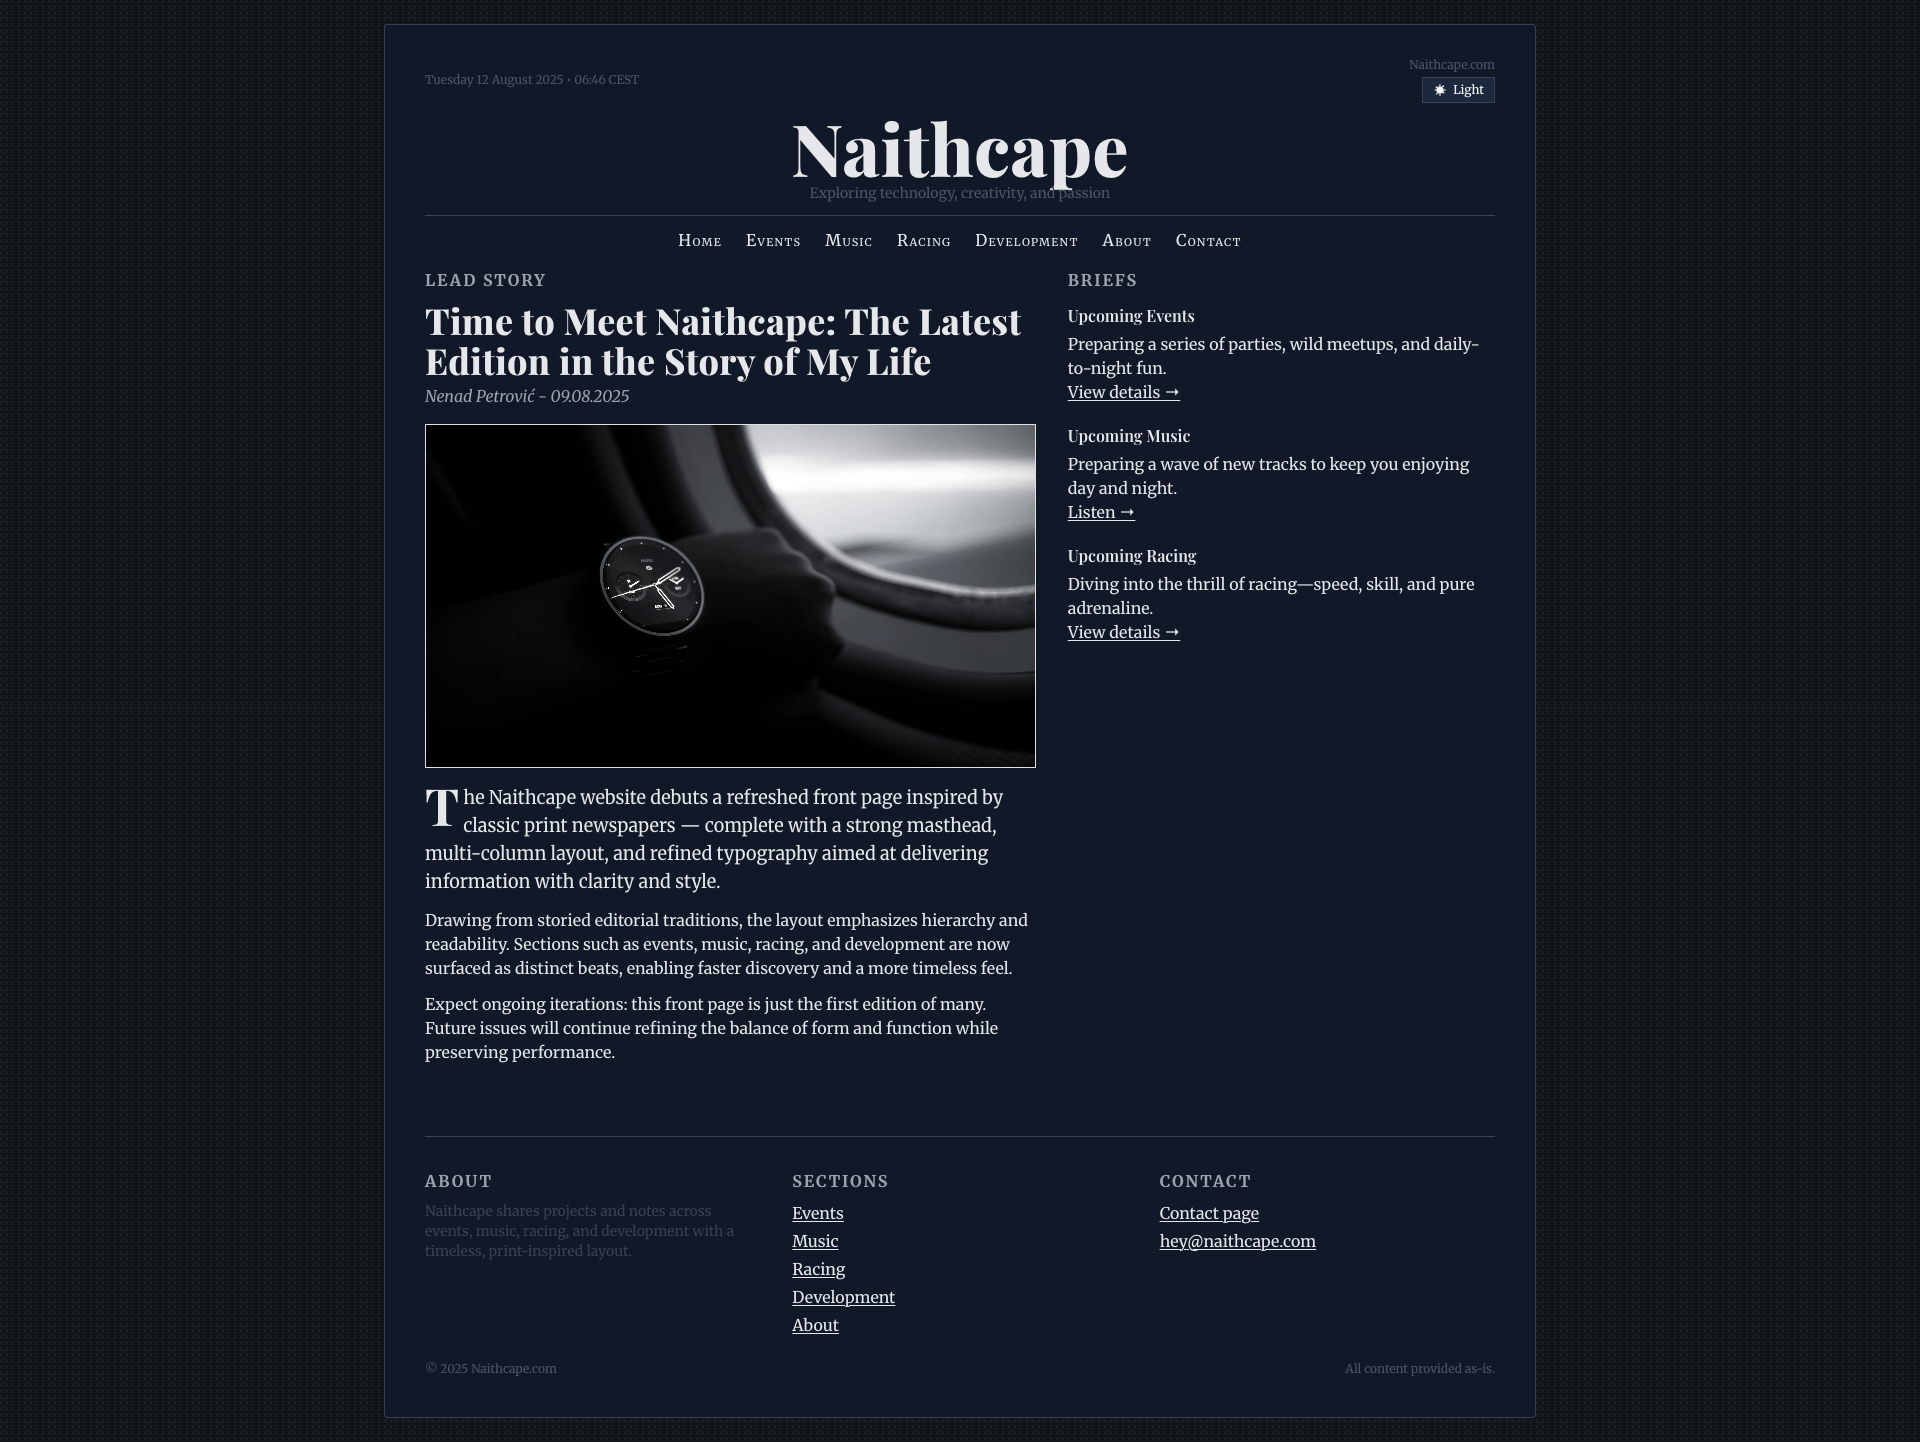 Tuesday 12 August 2025 • 06:46 CEST
Naithcape.com
Light
Naithcape
Exploring technology, creativity, and passion
Home Events Music Racing Development About Contact
LEAD STORY
Time to Meet Naithcape: The Latest
Edition in the Story of My Life
Nenad Petrović - 09.08.2025
The Naithcape website debuts a refreshed front page inspired by
classic print newspapers — complete with a strong masthead,
multi-column layout, and refined typography aimed at delivering
information with clarity and style.
Drawing from storied editorial traditions, the layout emphasizes hierarchy and
readability. Sections such as events, music, racing, and development are now
surfaced as distinct beats, enabling faster discovery and a more timeless feel.
Expect ongoing iterations: this front page is just the first edition of many.
Future issues will continue refining the balance of form and function while
preserving performance.
BRIEFS
Upcoming Events
Preparing a series of parties, wild meetups, and daily-
to-night fun.
View details →
Upcoming Music
Preparing a wave of new tracks to keep you enjoying
day and night.
Listen →
Upcoming Racing
Diving into the thrill of racing—speed, skill, and pure
adrenaline.
View details →
ABOUT
Naithcape shares projects and notes across
events, music, racing, and development with a
timeless, print-inspired layout.
SECTIONS
Events
Music
Racing
Development
About
CONTACT
Contact page
hey@naithcape.com
© 2025 Naithcape.com
All content provided as-is.